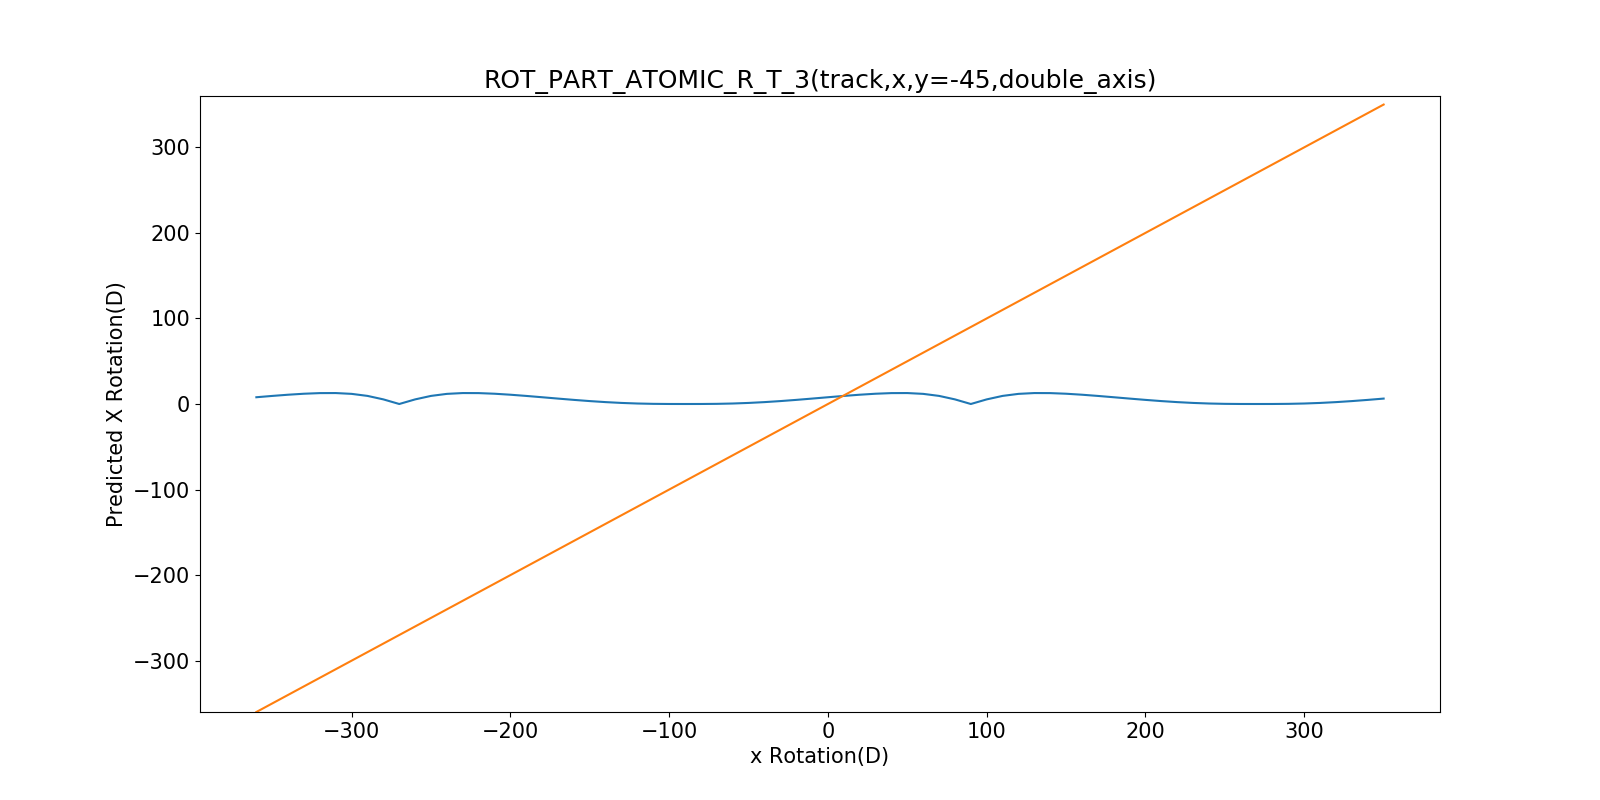 ROT_PART_ATOMIC_R_T_3(track,x,y=-45,double_axis)
300
200
100
0
−100
−200
−300
Predicted X Rotation(D)
−300 −200 −100 0 100 200 300
x Rotation(D)